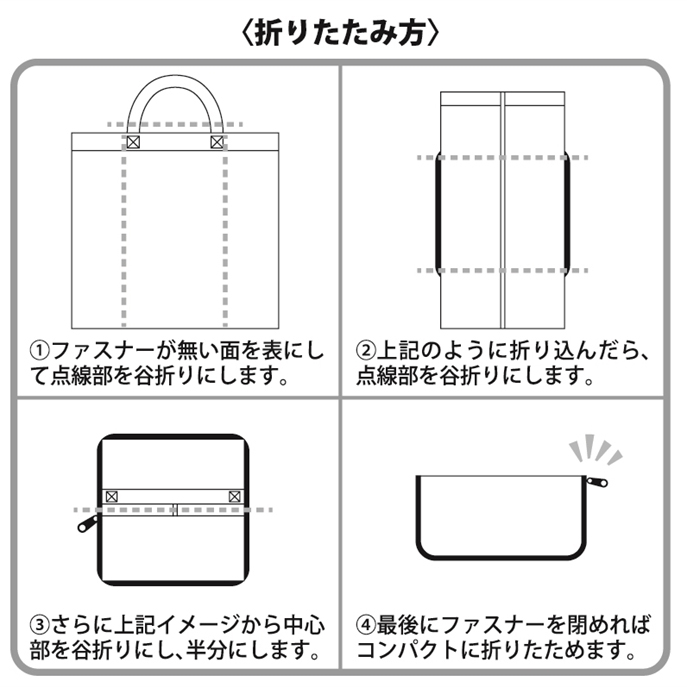 〈折りたたみ方〉
①ファスナーが無い面を表にし
て点線部を谷折りにします。
②上記のように折り込んだら、
点線部を谷折りにします。
③さらに上記イメージから中心
部を谷折りにし、半分にします。
④最後にファスナーを閉めれば
コンパクトに折りたためます。